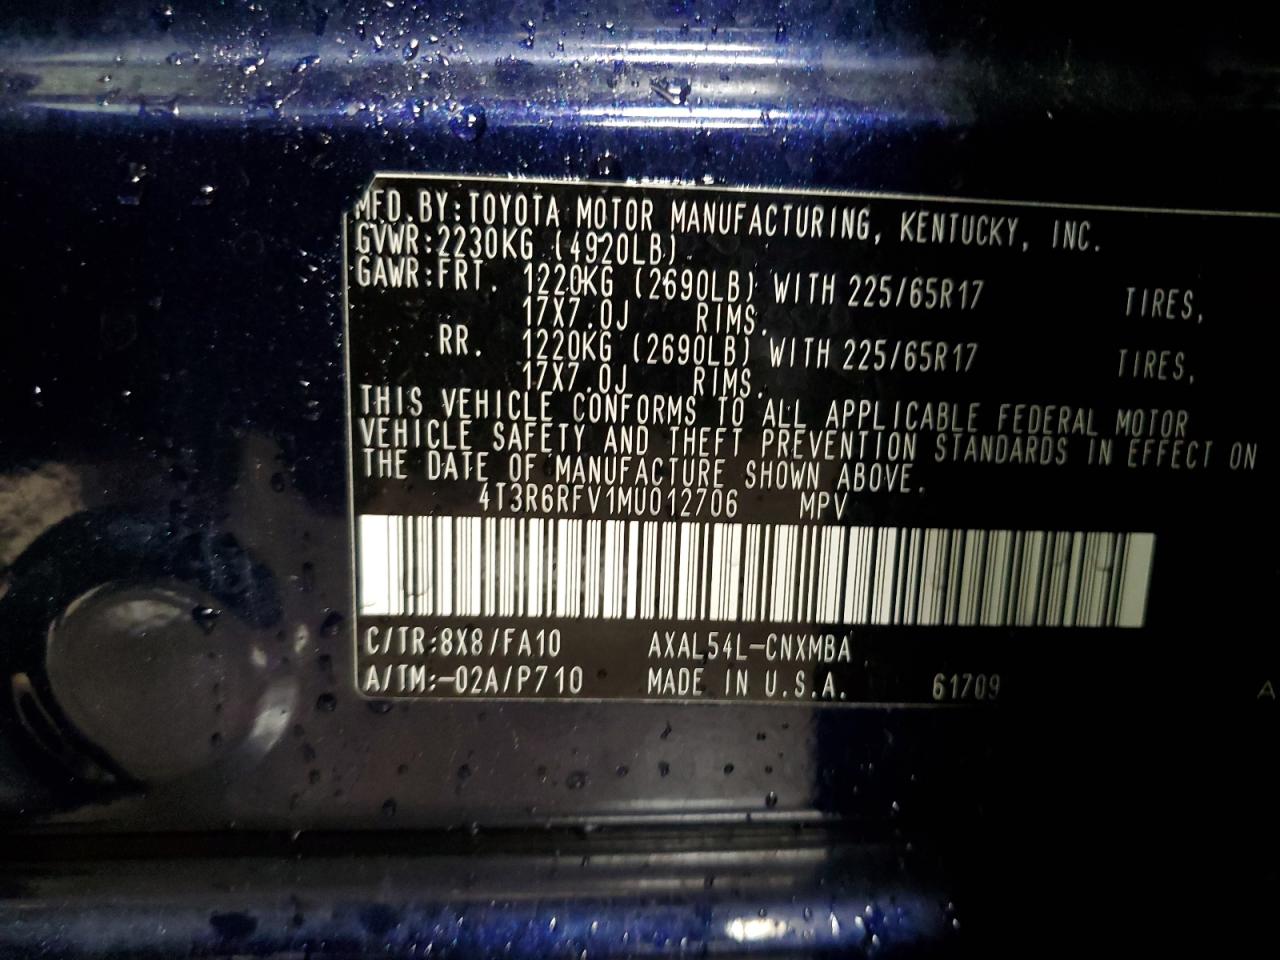 MFD.BY:TOYOTA MOTOR MANUFACTURING, KENTUCKY, INC.
GVWR:2230KG (4920LB)
GAWR:FRT. 1220KG (2690LB) WITH 225/65R17 TIRES,
17X7.0J RIMS.
RR. 1220KG (2690LB) WITH 225/65R17 TIRES,
17X7.0J RIMS.
THIS VEHICLE CONFORMS TO ALL APPLICABLE FEDERAL MOTOR
VEHICLE SAFETY AND THEFT PREVENTION STANDARDS IN EFFECT ON
THE DATE OF MANUFACTURE SHOWN ABOVE.
4T3R6RFV1MU012706 MPV
C/TR:8X8/FA10 AXAL54L-CNXMBA
A/TM:-02A/P710 MADE IN U.S.A. 61709 A